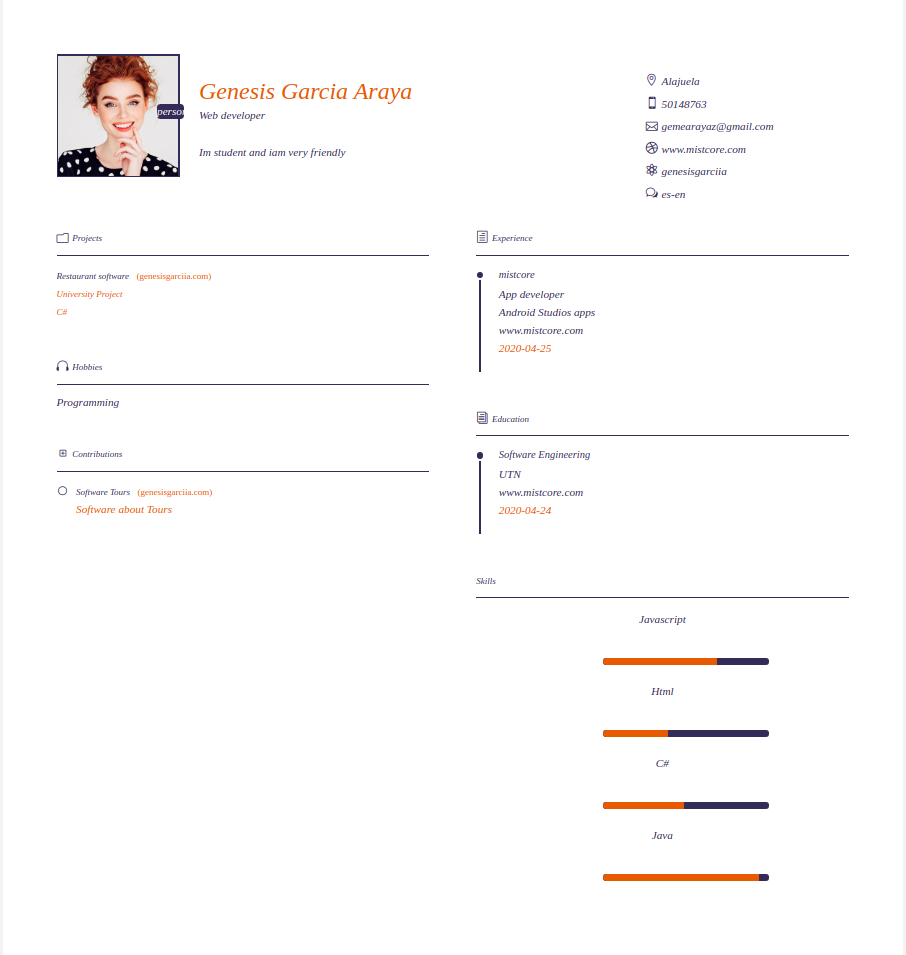 Genesis Garcia Araya
Web developer
Im student and iam very friendly
Alajuela
50148763
gemearayaz@gmail.com
www.mistcore.com
genesisgarciia
es-en
Projects
Restaurant software (genesisgarciia.com)
University Project
C#
Hobbies
Programming
Contributions
Software Tours (genesisgarciia.com)
Software about Tours
Experience
mistcore
App developer
Android Studios apps
www.mistcore.com
2020-04-25
Education
Software Engineering
UTN
www.mistcore.com
2020-04-24
Skills
Javascript
Html
C#
Java